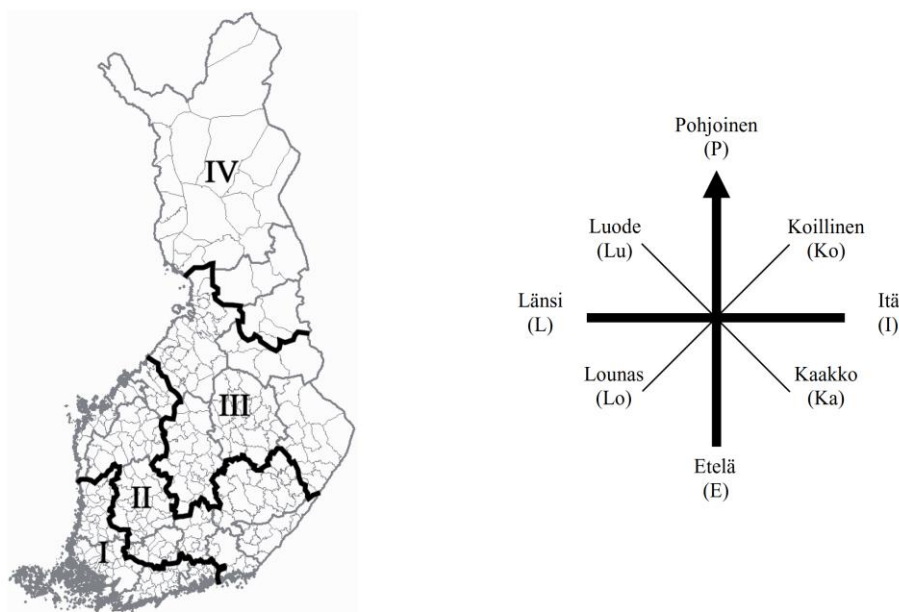 IV
III
II
I
Pohjoinen
(P)
Luode
(Lu)
Koillinen
(Ko)
Länsi
(L)
Itä
(I)
Lounas
(Lo)
Kaakko
(Ka)
Etelä
(E)